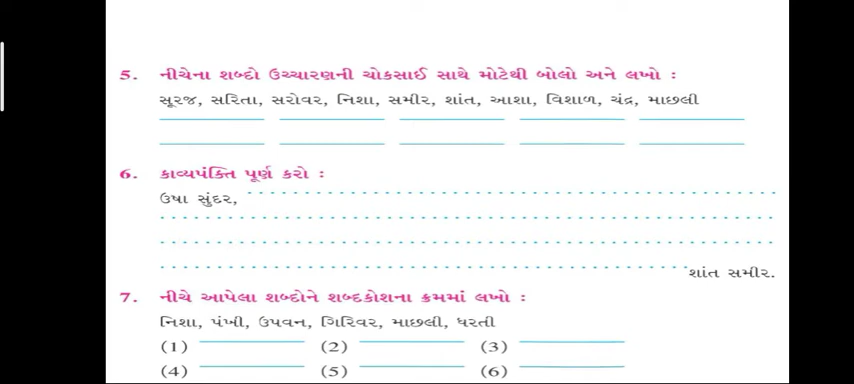 5. નીચેના શબ્દો ઉચ્ચારણની ચોકસાઈ સાથે મોટેથી બોલો અને લખો :
સૂરજ, સરિતા, સરોવર, નિશા, સમીર, શાંત, આશા, વિશાળ, ચંદ્ર, માછલી
6. કાવ્યપંક્તિ પૂર્ણ કરો :
ઉષા સુંદર,
શાંત સમીર.
7. નીચે આપેલા શબ્દોને શબ્દકોશના ક્રમમાં લખો :
નિશા, પંખી, ઉપવન, ગિરિવર, માછલી, ધરતી
(1) (2) (3)
(4) (5) (6)